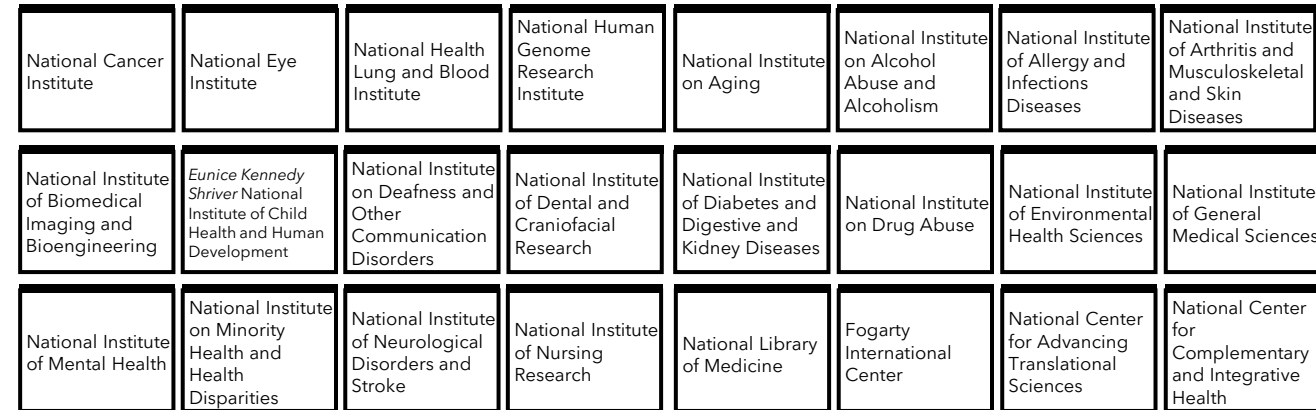 National Cancer
Institute
National Eye
Institute
National Health
Lung and Blood
Institute
National Human
Genome
Research
Institute
National Institute
on Aging
National Institute
on Alcohol
Abuse and
Alcoholism
National Institute
of Allergy and
Infections
Diseases
National Institute
of Arthritis and
Musculoskeletal
and Skin
Diseases
National Institute
of Biomedical
Imaging and
Bioengineering
Eunice Kennedy
Shriver National
Institute of Child
Health and Human
Development
National Institute
on Deafness and
Other
Communication
Disorders
National Institute
of Dental and
Craniofacial
Research
National Institute
of Diabetes and
Digestive and
Kidney Diseases
National Institute
on Drug Abuse
National Institute
of Environmental
Health Sciences
National Institute
of General
Medical Sciences
National Institute
of Mental Health
National Institute
on Minority
Health and
Health
Disparities
National Institute
of Neurological
Disorders and
Stroke
National Institute
of Nursing
Research
National Library
of Medicine
Fogarty
International
Center
National Center
for Advancing
Translational
Sciences
National Center
for
Complementary
and Integrative
Health